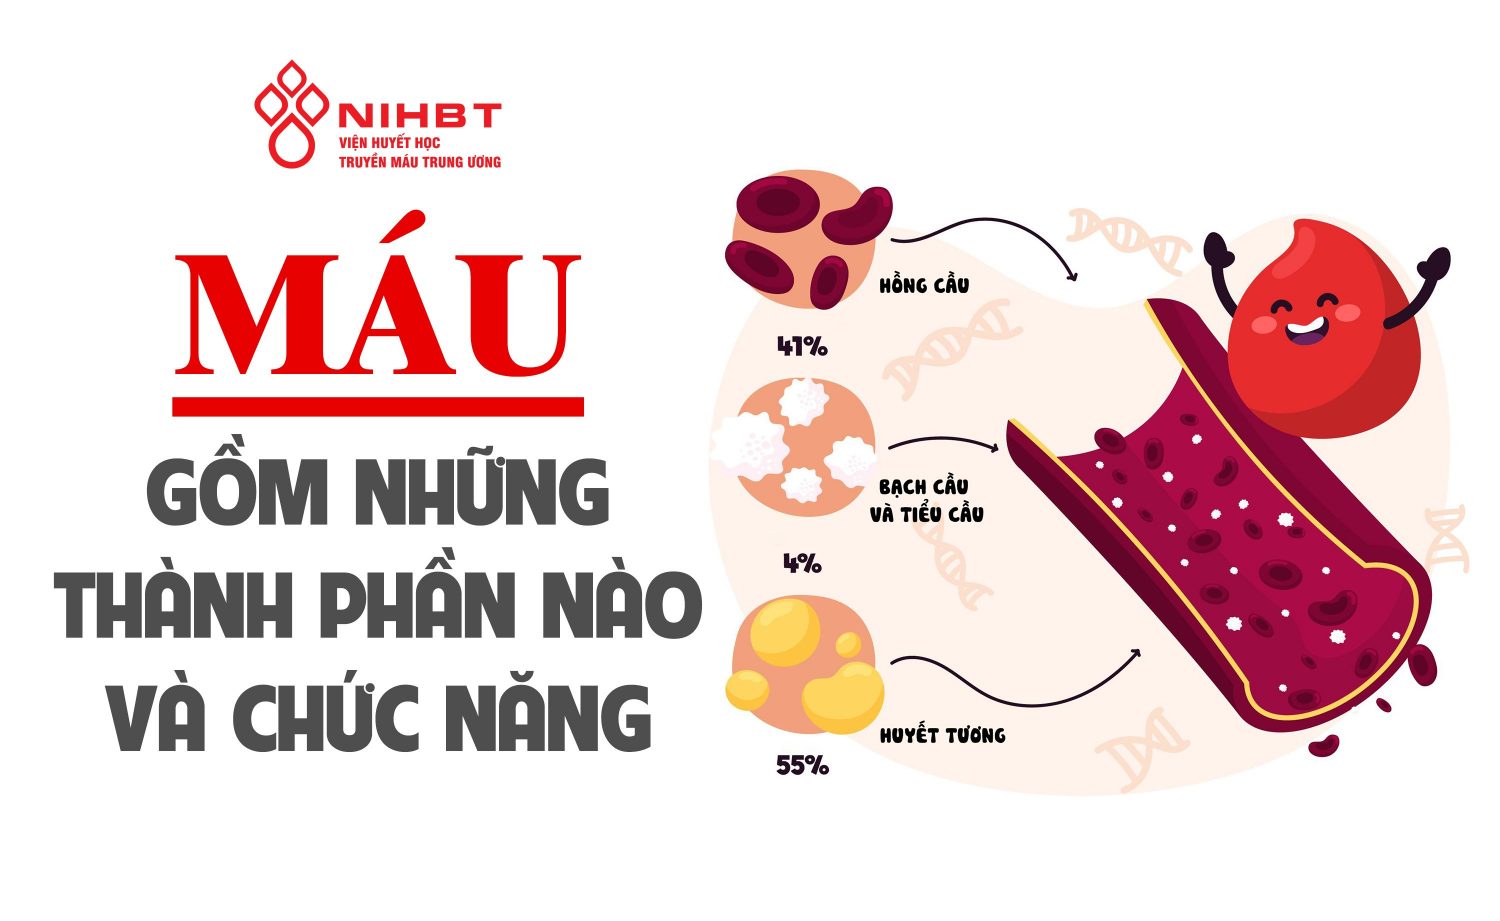 NIHBT
VIỆN HUYẾT HỌC
TRUYỀN MÁU TRUNG ƯƠNG
MÁU
GỒM NHỮNG
THÀNH PHẦN NÀO
VÀ CHỨC NĂNG
HỒNG CẦU
41%
BẠCH CẦU
VÀ TIỂU CẦU
4%
HUYẾT TƯƠNG
55%